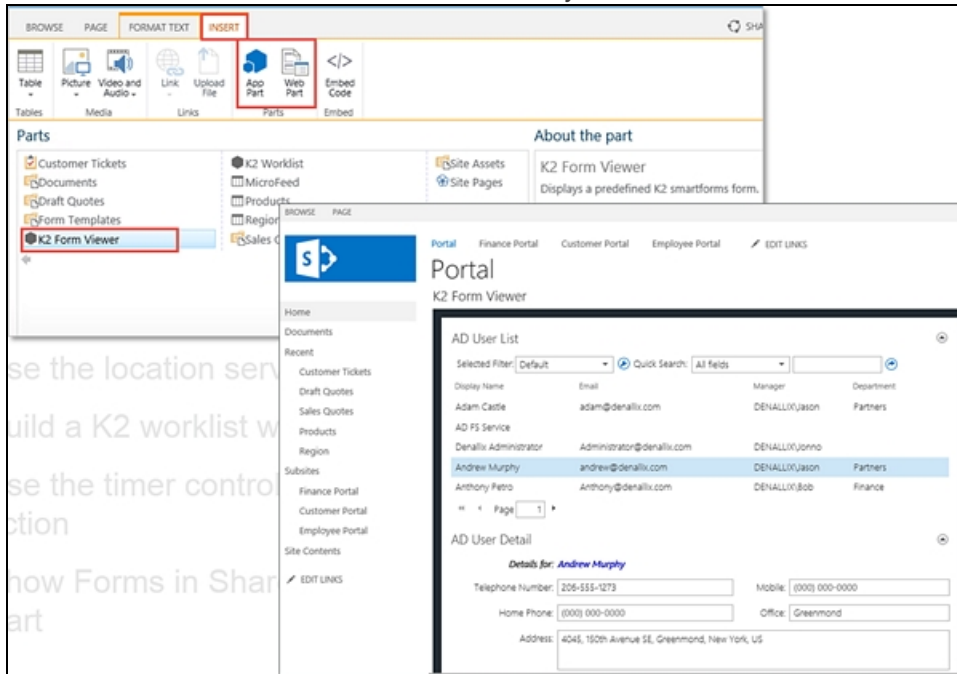 BROWSE PAGE FORMAT TEXT INSERT
Table Picture Video and Audio Link Upload File App Part Web Part </> Embed Code
Tables Media Links Parts Embed
Parts
Customer Tickets
Documents
Draft Quotes
Form Templates
K2 Form Viewer
K2 Worklist
MicroFeed
Products
Region
Site Assets
Site Pages
About the part
K2 Form Viewer
Displays a predefined K2 smartforms form.
BROWSE PAGE
S
Portal Finance Portal Customer Portal Employee Portal EDIT LINKS
Portal
K2 Form Viewer
Home
Documents
Recent
Customer Tickets
Draft Quotes
Sales Quotes
Products
Region
Subsites
Finance Portal
Customer Portal
Employee Portal
Site Contents
EDIT LINKS
AD User List
Selected Filter: Default Quick Search: All fields
Display Name Email Manager Department
Adam Castle adam@denallix.com DENALLIX\Jason Partners
AD FS Service
Denallix Administrator Administrator@denallix.com DENALLIX\Jonno
Andrew Murphy andrew@denallix.com DENALLIX\Jason Partners
Anthony Petro Anthony@denallix.com DENALLIX\Bob Finance
Page 1
AD User Detail
Details for: Andrew Murphy
Telephone Number: 206-555-1273 Mobile: (000) 000-0000
Home Phone: (000) 000-0000 Office: Greenmond
Address: 4045, 150th Avenue SE, Greenmond, New York, US
se the location serv
uild a K2 worklist w
se the timer control
ction
how Forms in Shar
art